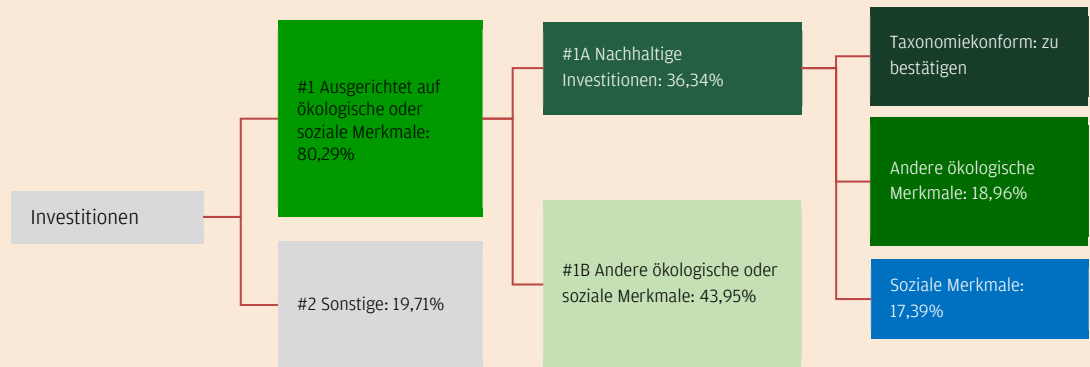 Investitionen
#1 Ausgerichtet auf
ökologische oder
soziale Merkmale:
80,29%
#2 Sonstige: 19,71%
#1A Nachhaltige
Investitionen: 36,34%
#1B Andere ökologische oder
soziale Merkmale: 43,95%
Taxonomiekonform: zu
bestätigen
Andere ökologische
Merkmale: 18,96%
Soziale Merkmale:
17,39%